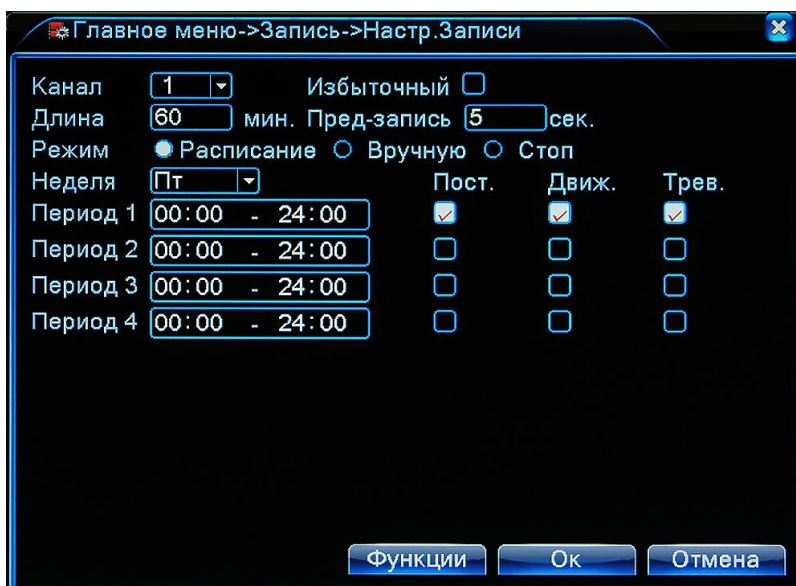 Главное меню->Запись->Настр.Записи
Канал 1 Избыточный
Длина 60 мин. Пред-запись 5 сек.
Режим Расписание Вручную Стоп
Неделя Пт Пост. Движ. Трев.
Период 1 00:00 - 24:00
Период 2 00:00 - 24:00
Период 3 00:00 - 24:00
Период 4 00:00 - 24:00
Функции Ок Отмена